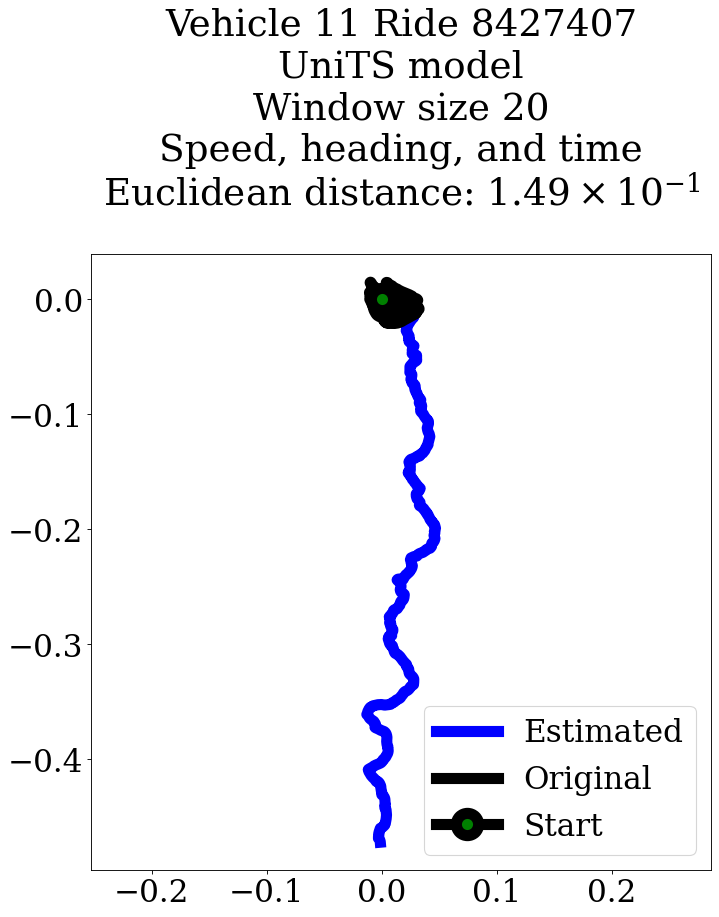 Vehicle 11 Ride 8427407
UniTS model
Window size 20
Speed, heading, and time
Euclidean distance: 1.49 × 10⁻¹
0.0
−0.1
−0.2
−0.3
−0.4
Estimated
Original
Start
−0.2 −0.1 0.0 0.1 0.2